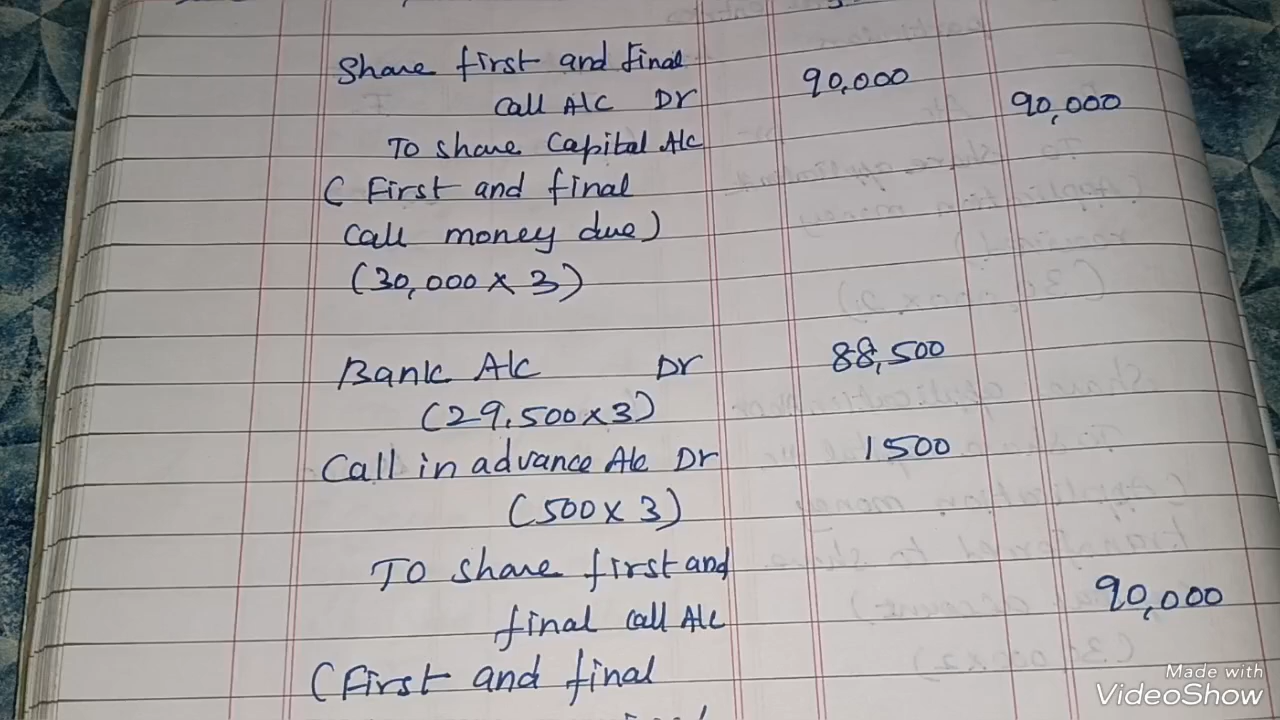 Share first and final
call A/c Dr 90,000
To share Capital A/c 90,000
( First and final
call money due)
(30,000 x 3)
Bank A/c Dr 88,500
(29,500 x 3)
Call in advance A/c Dr 1500
(500 x 3)
To share first and
final call A/c 90,000
(First and final
Made with
VideoShow